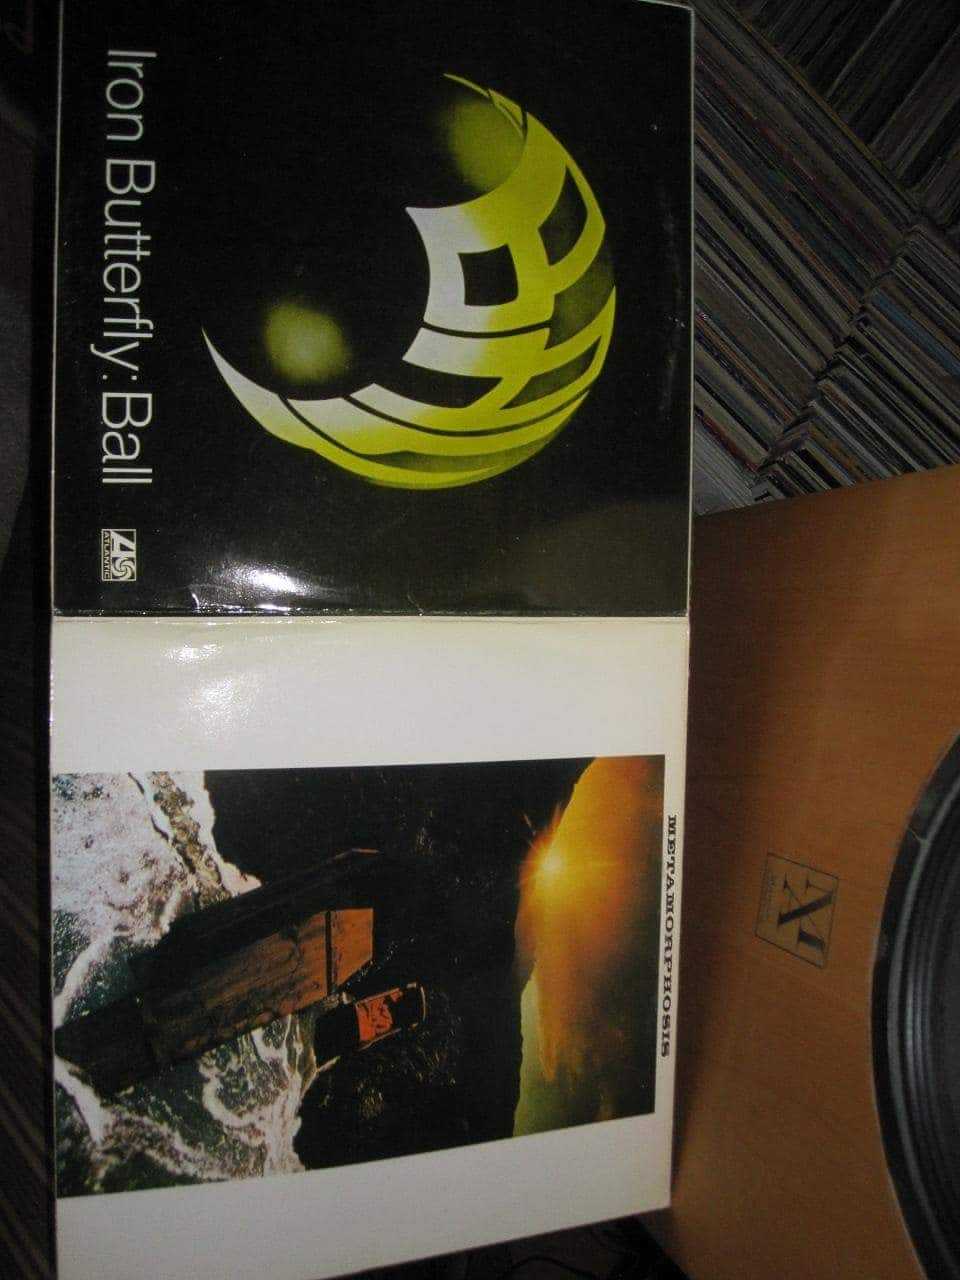 Iron Butterfly: Ball
ATLANTIC
METAMORPHOSIS